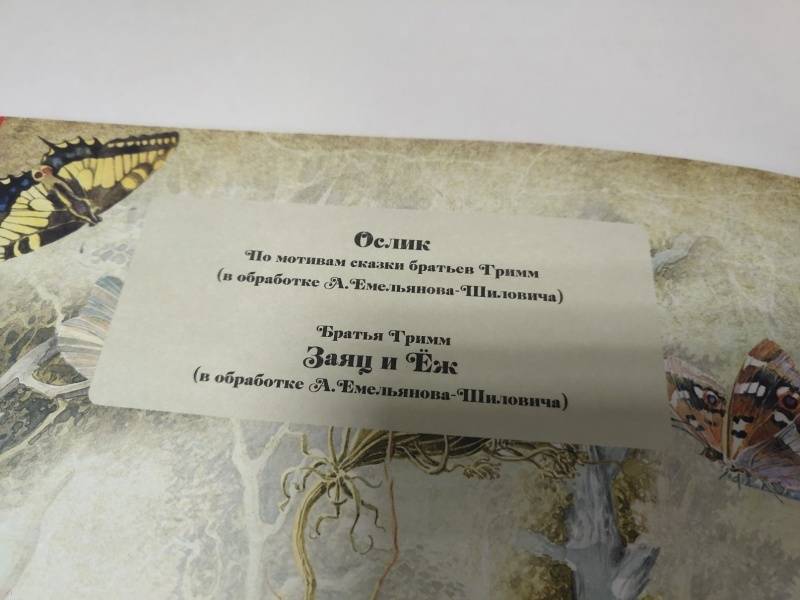 Ослик
По мотивам сказки братьев Гримм
(в обработке А.Емельянова-Шиловича)
Братья Гримм
Заяц и Ёж
(в обработке А.Емельянова-Шиловича)